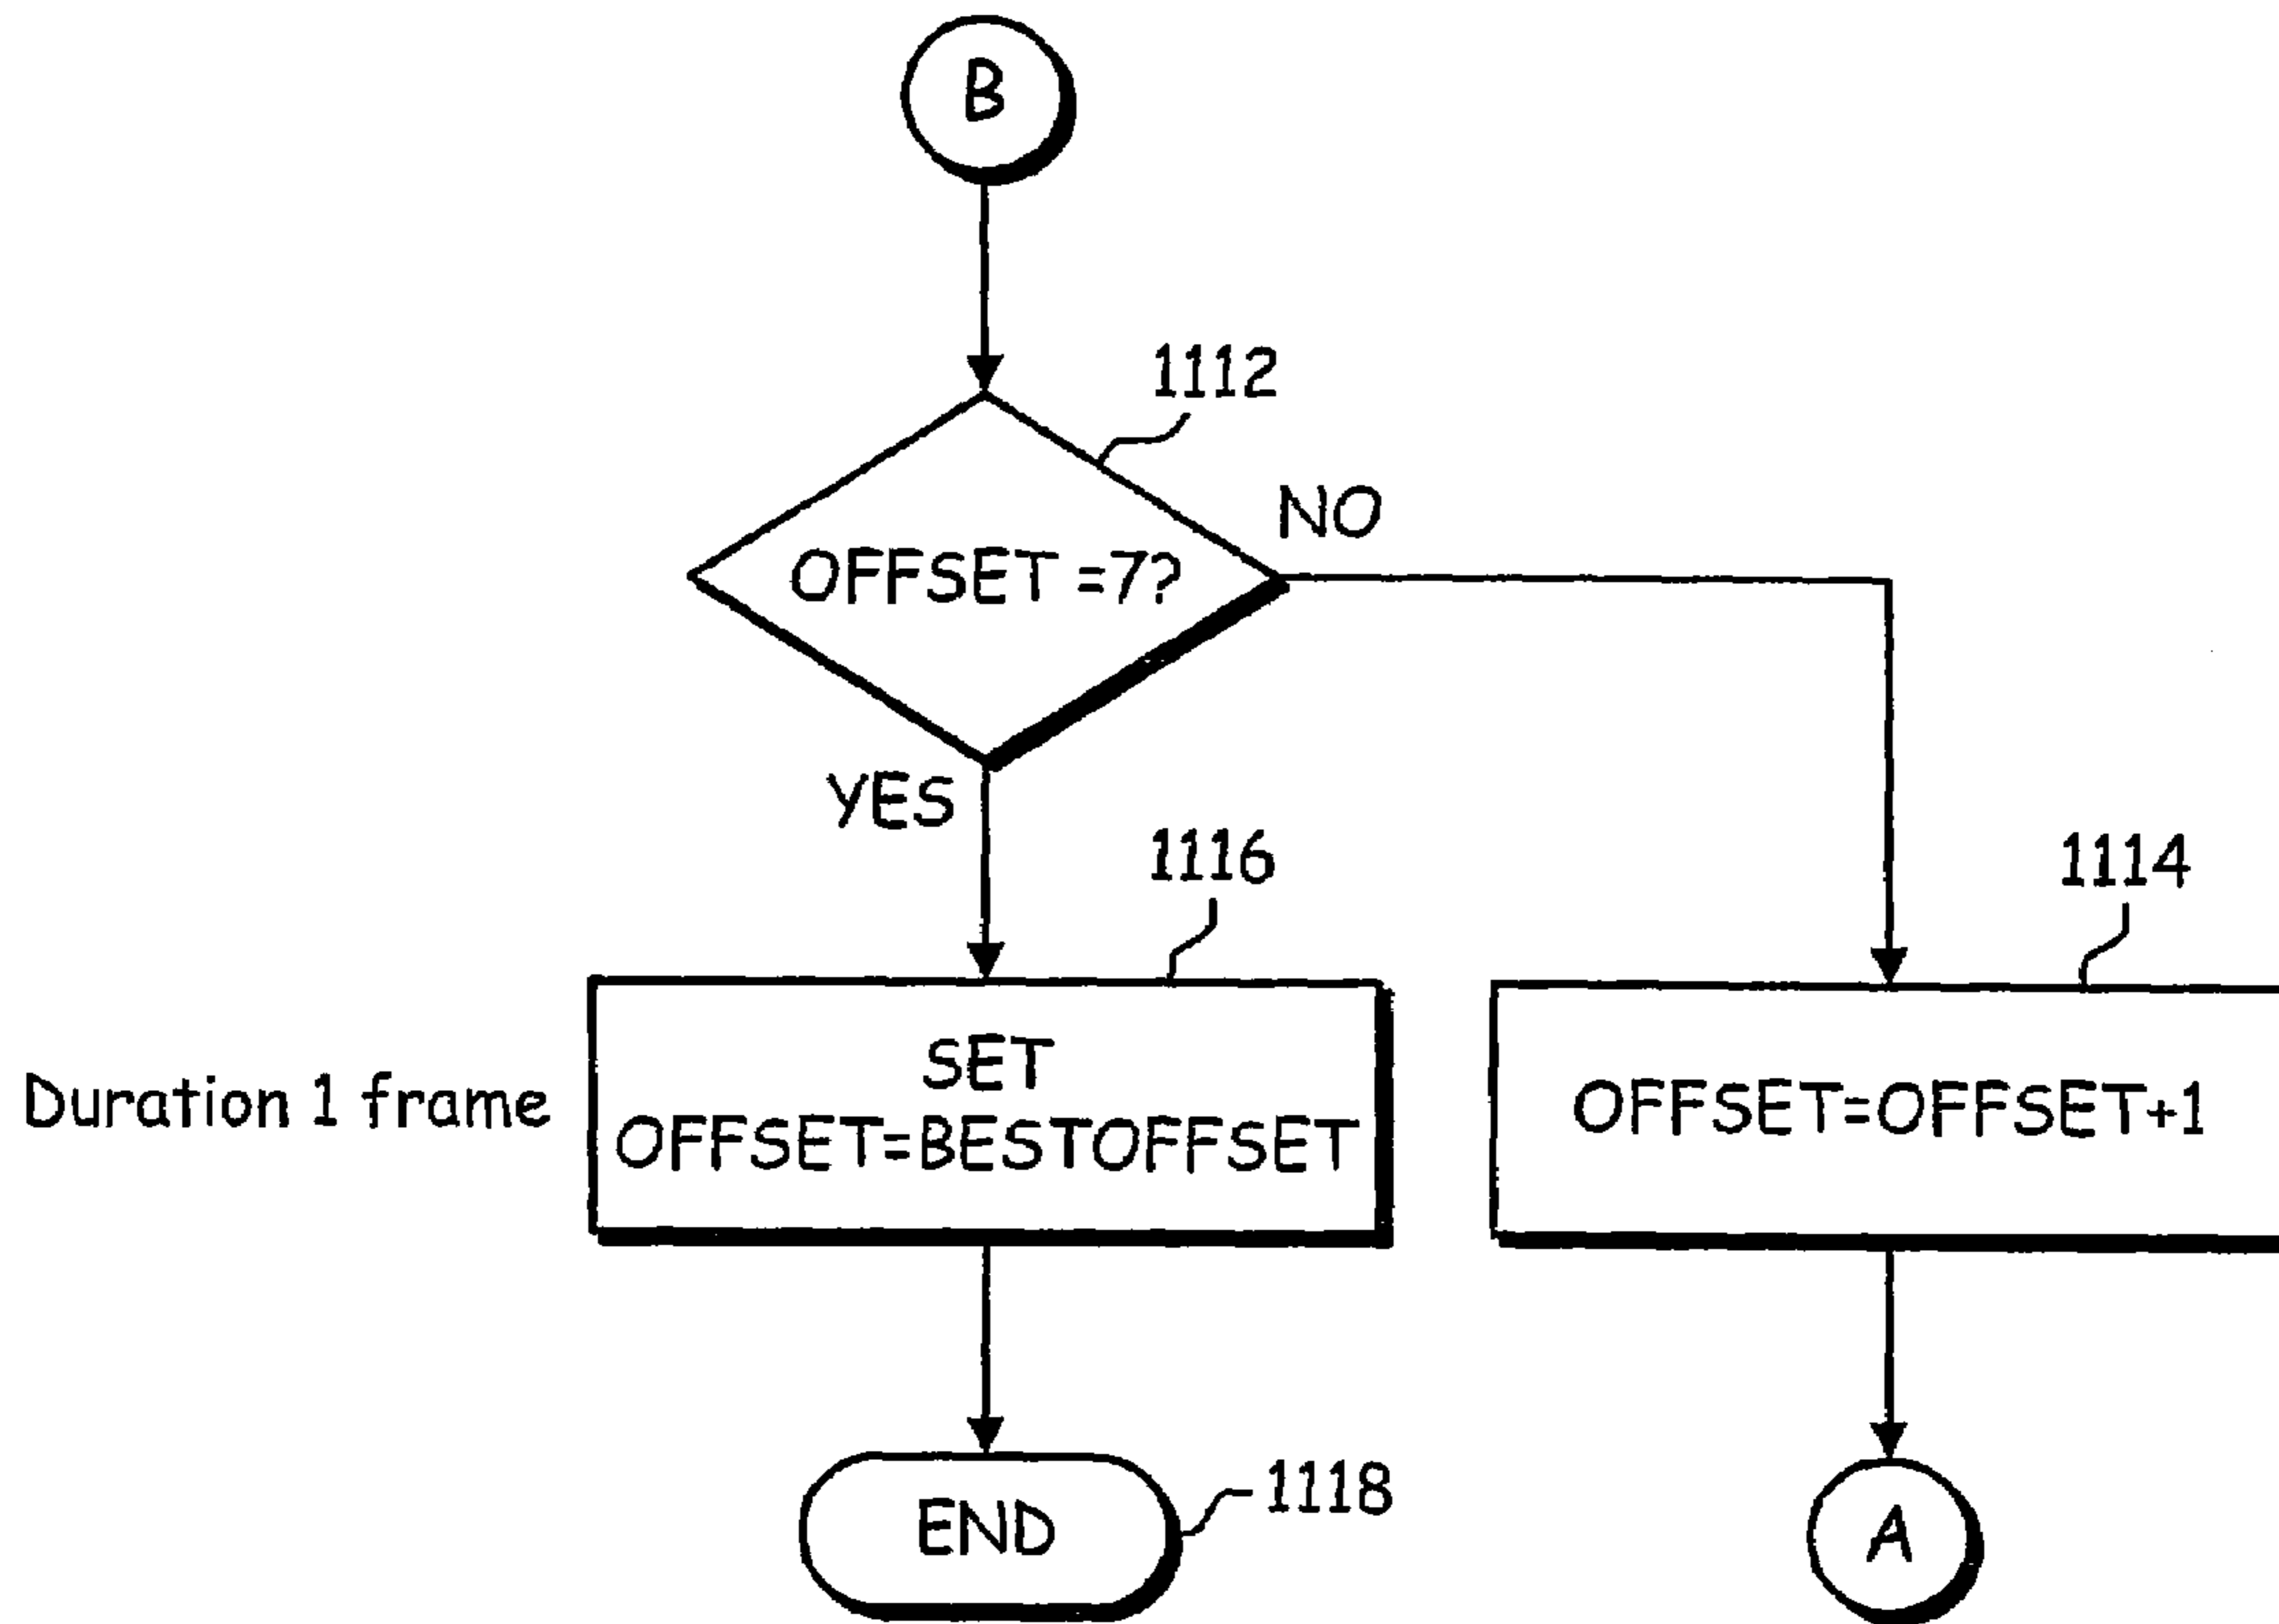 B
1112
NO
OFFSET =7?
YES
1116
1114
SET
OFFSET=BESTOFFSET
Duration 1 frame
OFFSET=OFFSET+1
END
1118
A